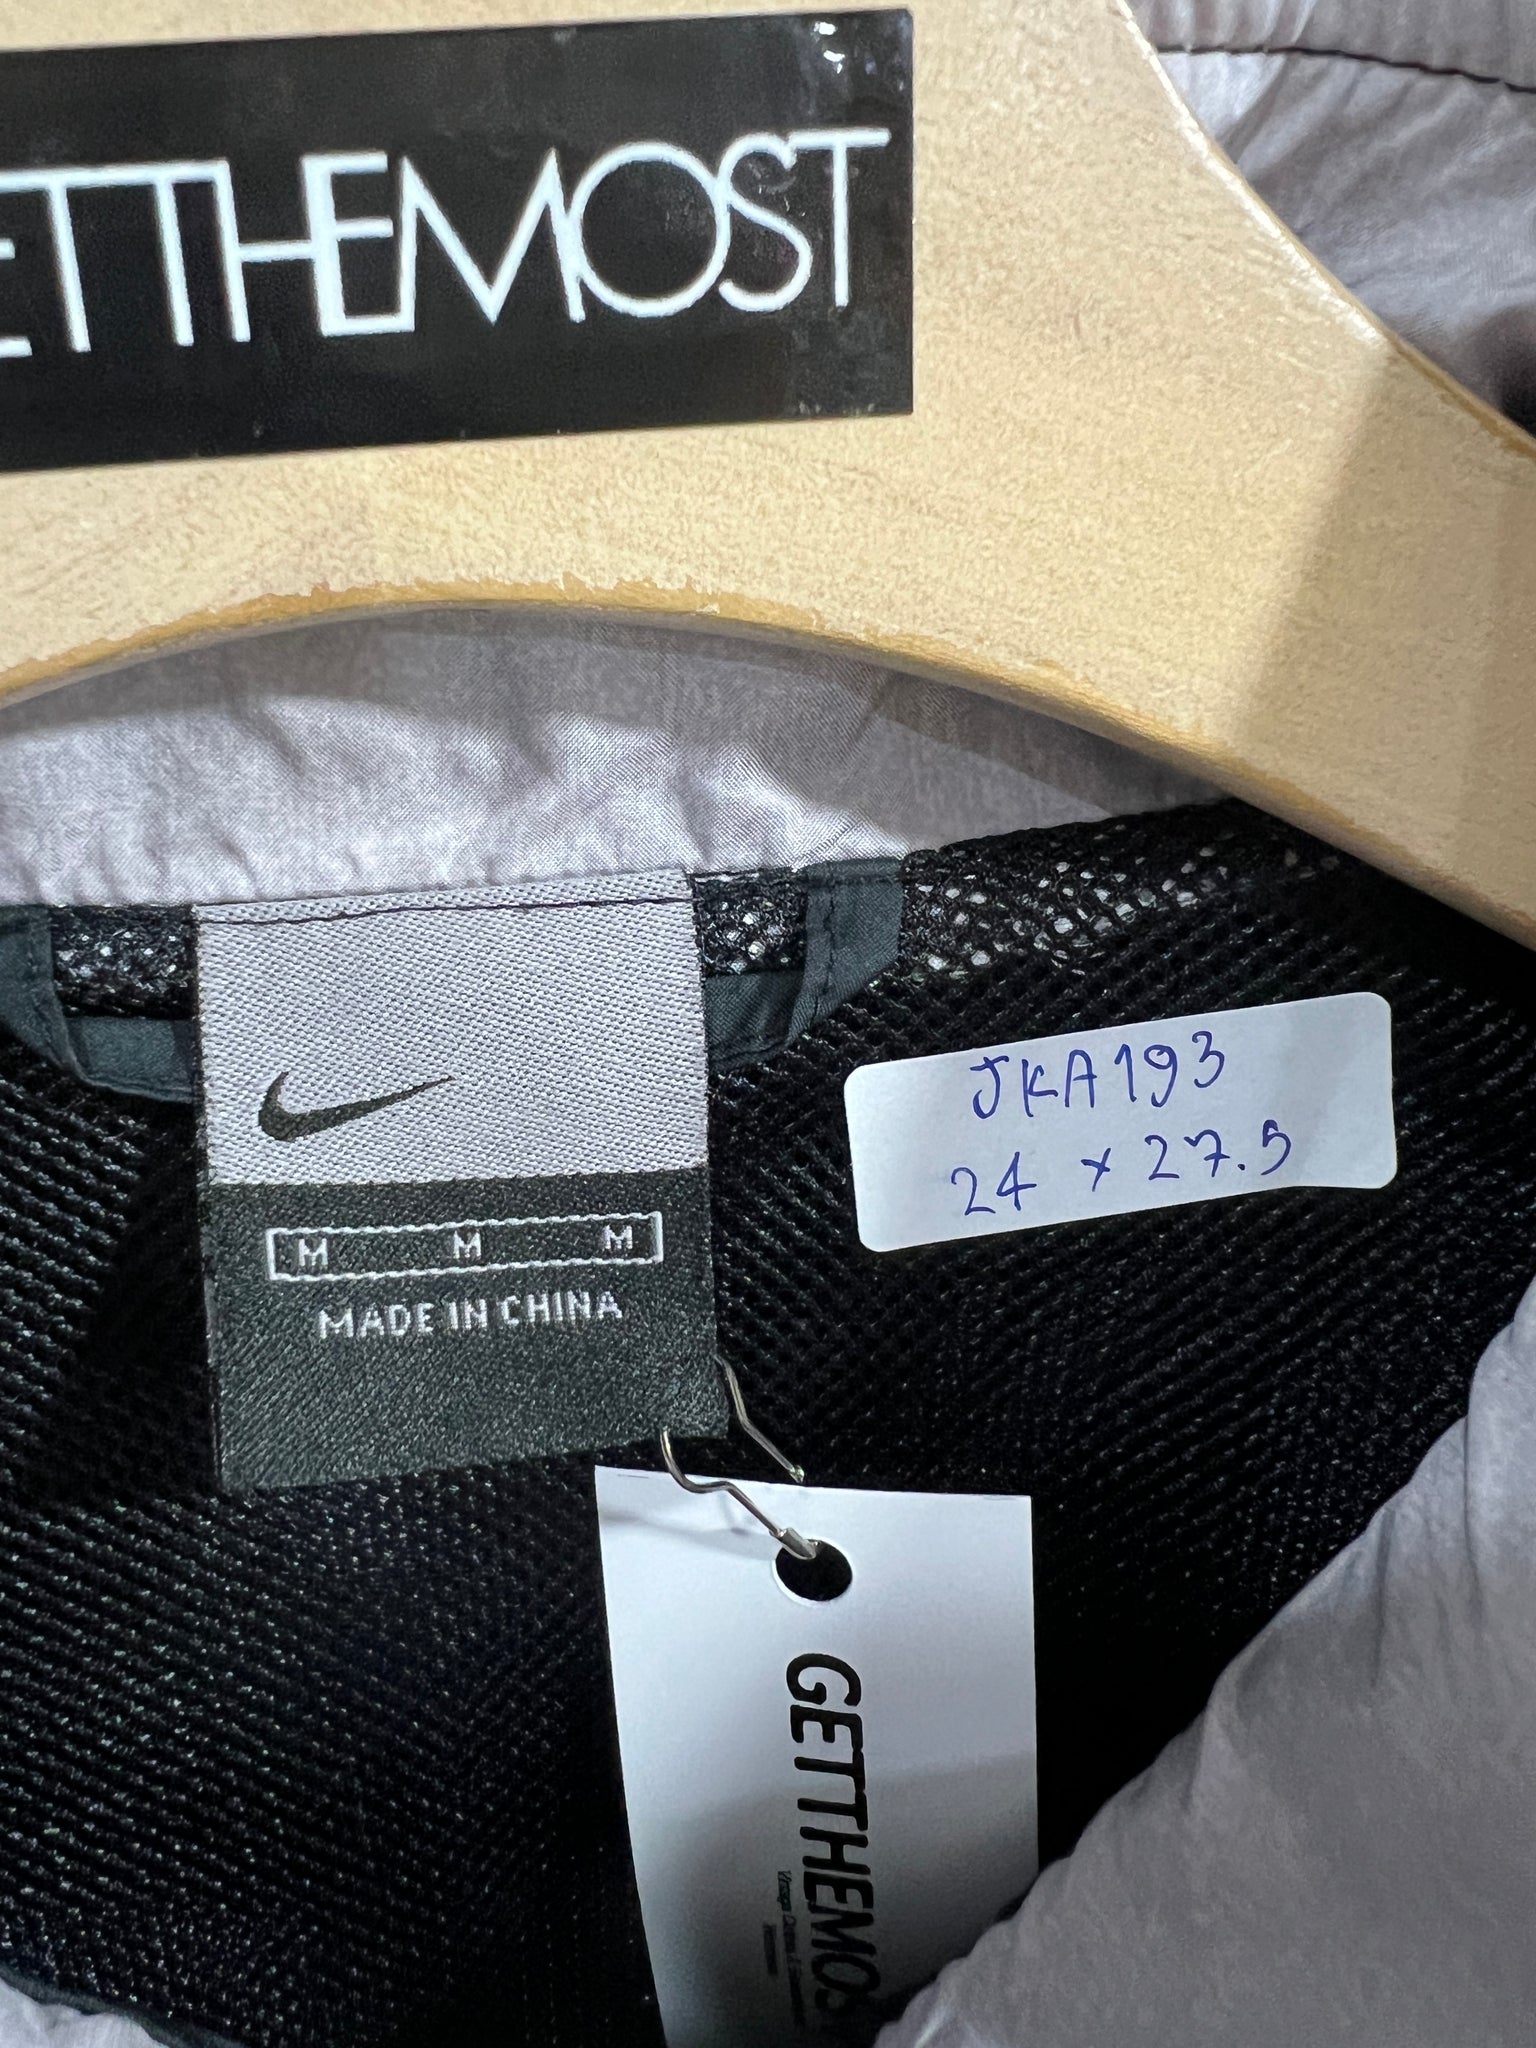 ETTHEMOST
JKA193
24 x 27.5
M M M
MADE IN CHINA
GETTHEMOS